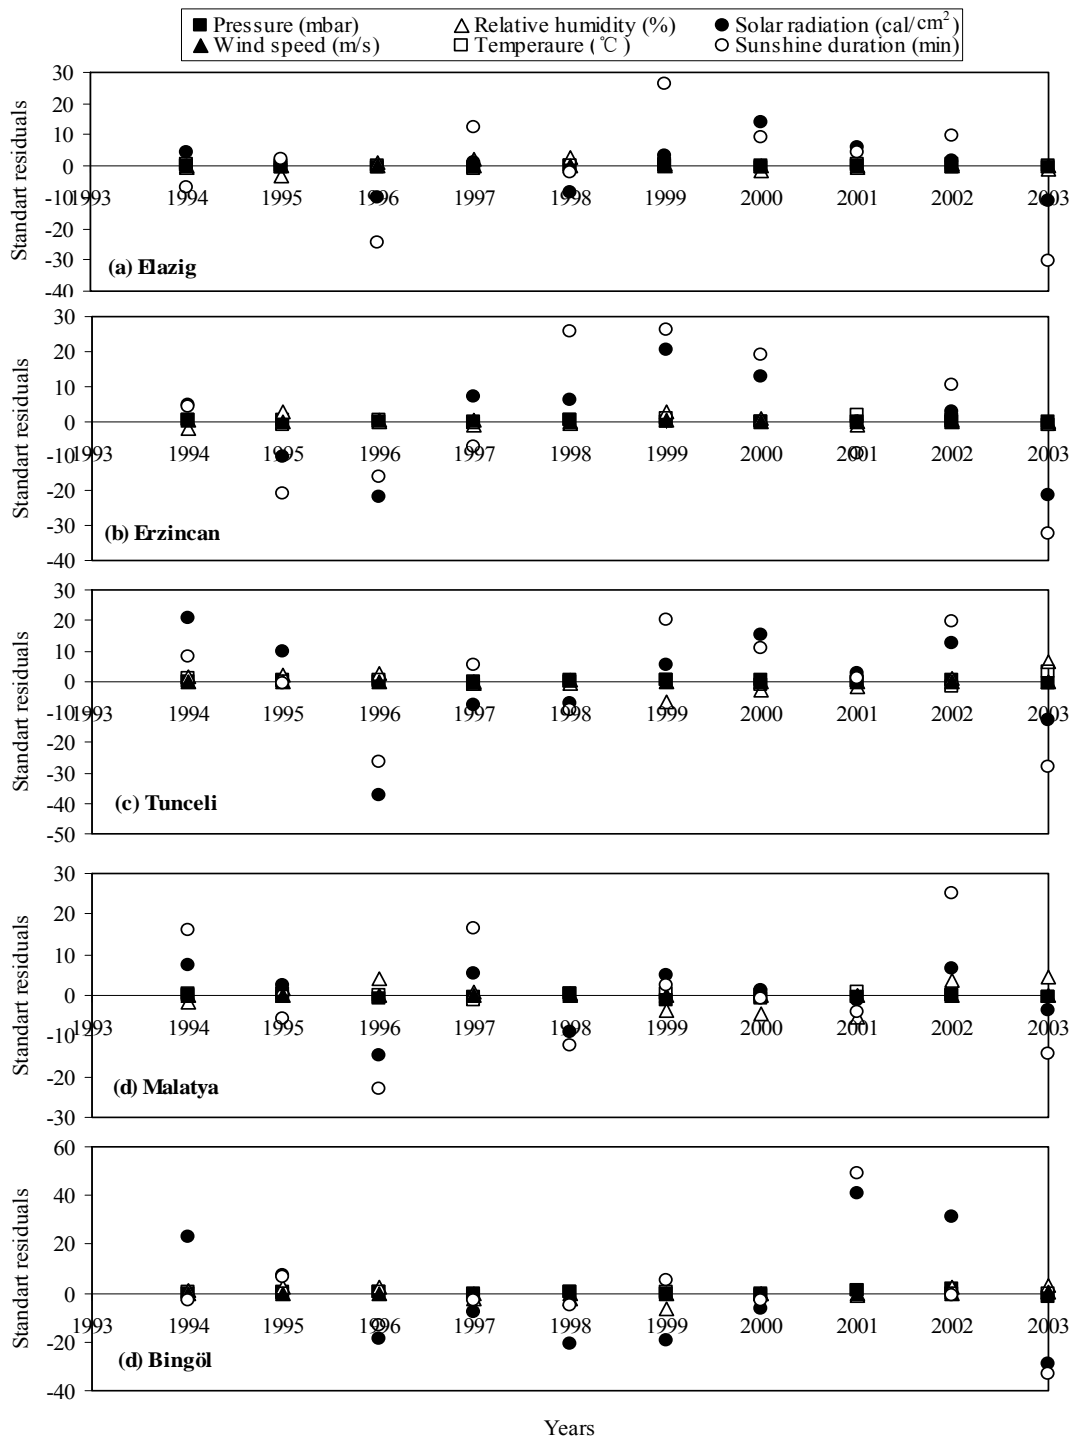 Pressure (mbar) Relative humidity (%) Solar radiation (cal/cm²)
Wind speed (m/s) Temperaure (℃) Sunshine duration (min)
Standart residuals
30
20
10
0
-10
-20
-30
-40
1993 1994 1995 1996 1997 1998 1999 2000 2001 2002 2003
(a) Elazig
Standart residuals
30
20
10
0
-10
-20
-30
-40
1993 1994 1995 1996 1997 1998 1999 2000 2001 2002 2003
(b) Erzincan
Standart residuals
30
20
10
0
-10
-20
-30
-40
-50
1993 1994 1995 1996 1997 1998 1999 2000 2001 2002 2003
(c) Tunceli
Standart residuals
30
20
10
0
-10
-20
-30
1993 1994 1995 1996 1997 1998 1999 2000 2001 2002 2003
(d) Malatya
Standart residuals
60
40
20
0
-20
-40
1993 1994 1995 1996 1997 1998 1999 2000 2001 2002 2003
(d) Bingöl
Years